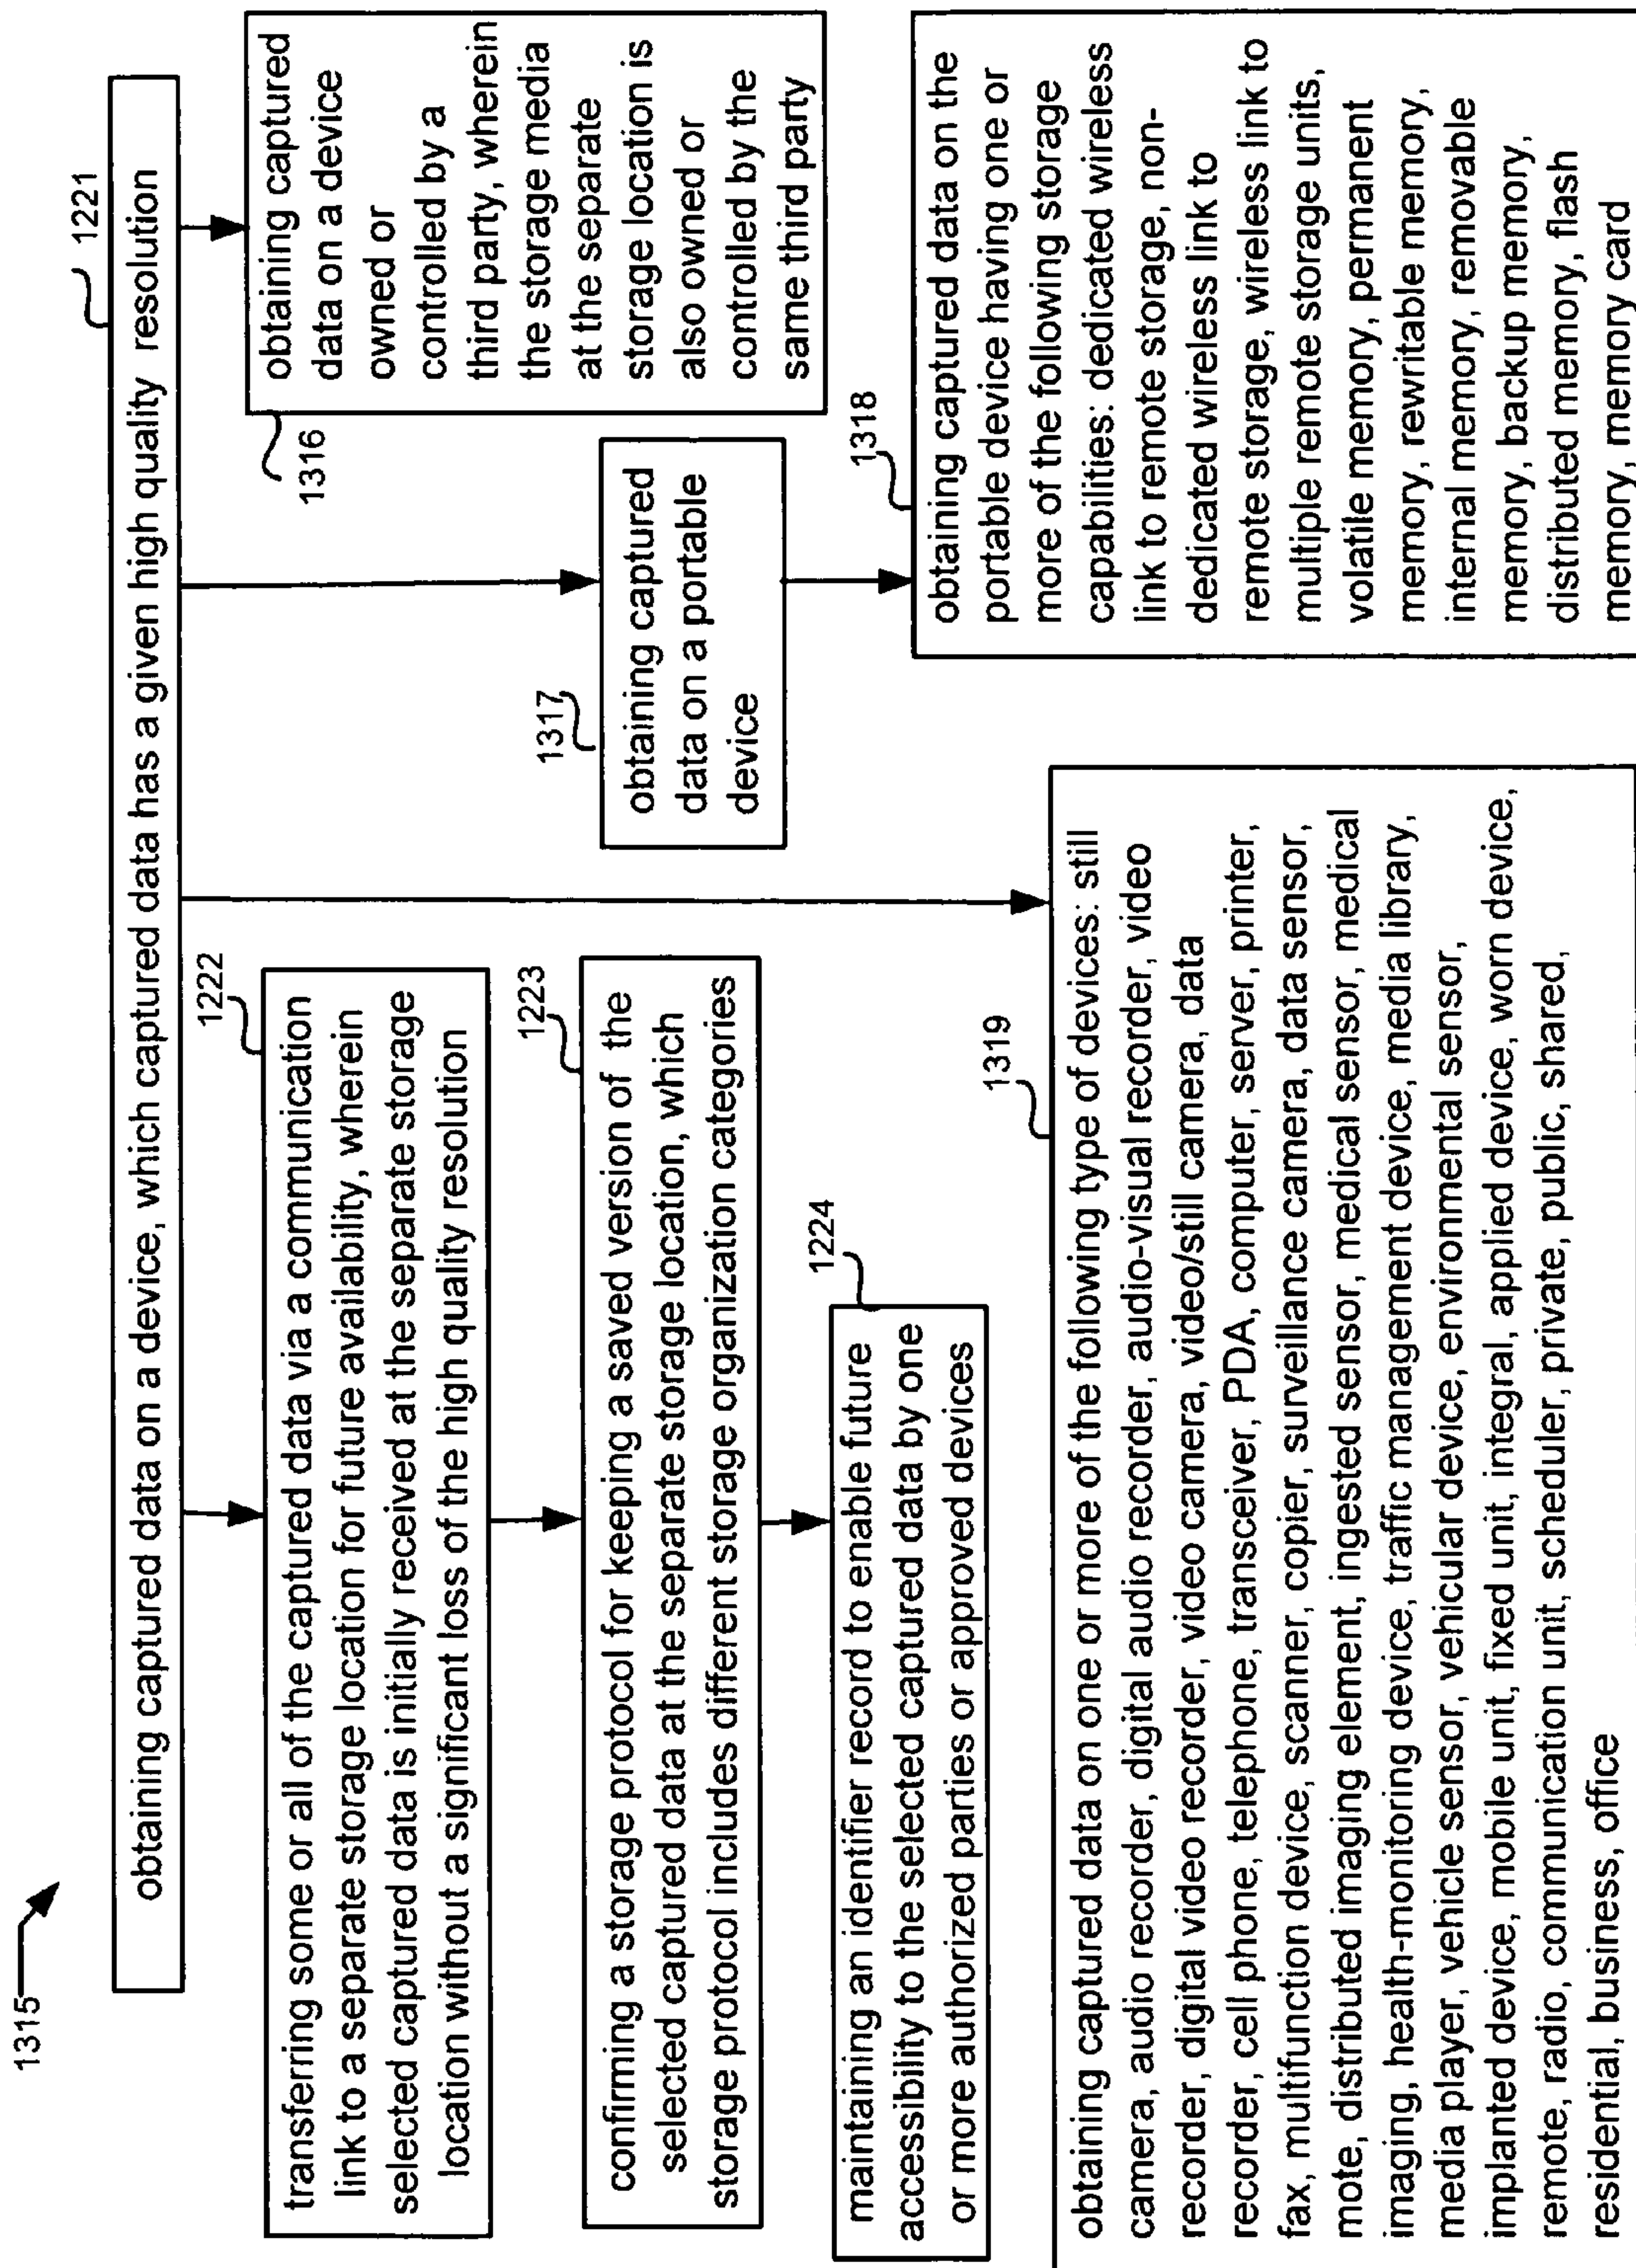 1315
1221
obtaining captured data on a device, which captured data has a given high quality resolution
1222
transferring some or all of the captured data via a communication
link to a separate storage location for future availability, wherein
selected captured data is initially received at the separate storage
location without a significant loss of the high quality resolution
1223
confirming a storage protocol for keeping a saved version of the
selected captured data at the separate storage location, which
storage protocol includes different storage organization categories
1224
maintaining an identifier record to enable future
accessibility to the selected captured data by one
or more authorized parties or approved devices
1316
obtaining captured
data on a device
owned or
controlled by a
third party, wherein
the storage media
at the separate
storage location is
also owned or
controlled by the
same third party
1317
obtaining captured
data on a portable
device
1318
obtaining captured data on the
portable device having one or
more of the following storage
capabilities: dedicated wireless
link to remote storage, non-
dedicated wireless link to
remote storage, wireless link to
multiple remote storage units,
volatile memory, permanent
memory, rewritable memory,
internal memory, removable
memory, backup memory,
distributed memory, flash
memory, memory card
1319
obtaining captured data on one or more of the following type of devices: still
camera, audio recorder, digital audio recorder, audio-visual recorder, video
recorder, digital video recorder, video camera, video/still camera, data
recorder, cell phone, telephone, transceiver, PDA, computer, server, printer,
fax, multifunction device, scanner, copier, surveillance camera, data sensor,
mote, distributed imaging element, ingested sensor, medical sensor, medical
imaging, health-monitoring device, traffic management device, media library,
media player, vehicle sensor, vehicular device, environmental sensor,
implanted device, mobile unit, fixed unit, integral, applied device, worn device,
remote, radio, communication unit, scheduler, private, public, shared,
residential, business, office